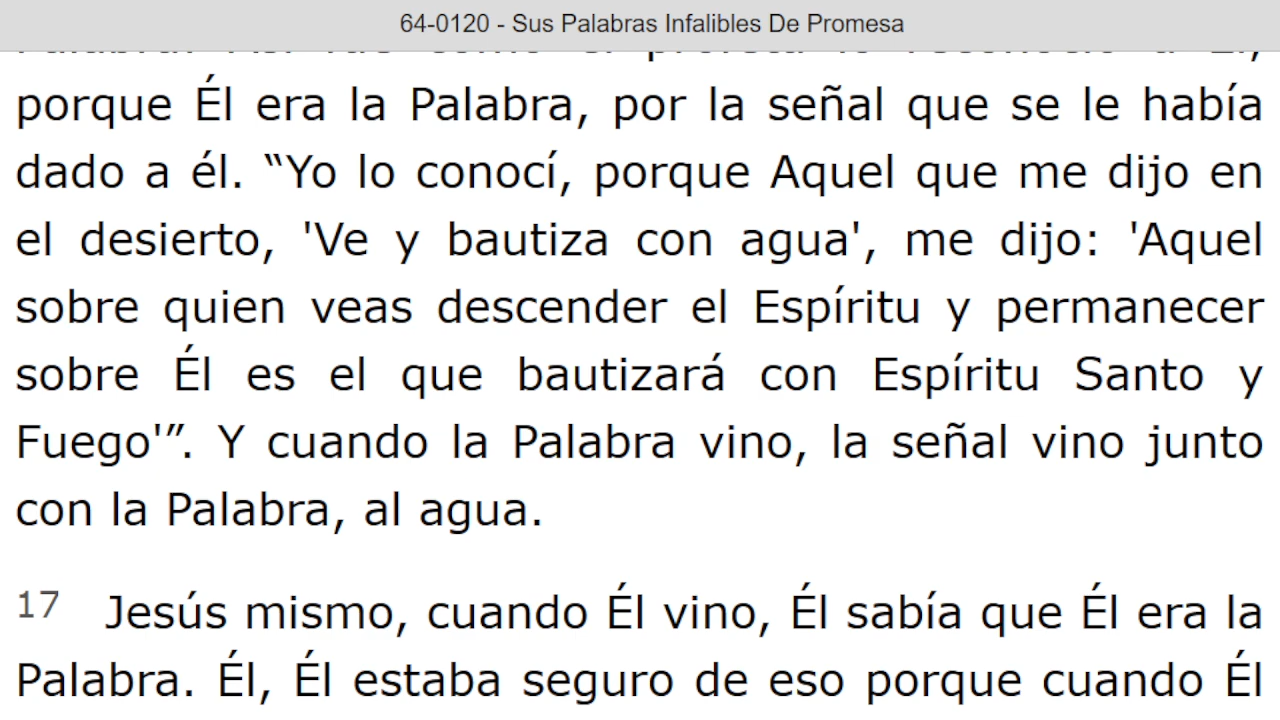 64-0120 - Sus Palabras Infalibles De Promesa
porque Él era la Palabra, por la señal que se le había
dado a él. “Yo lo conocí, porque Aquel que me dijo en
el desierto, 'Ve y bautiza con agua', me dijo: 'Aquel
sobre quien veas descender el Espíritu y permanecer
sobre Él es el que bautizará con Espíritu Santo y
Fuego'”. Y cuando la Palabra vino, la señal vino junto
con la Palabra, al agua.
17 Jesús mismo, cuando Él vino, Él sabía que Él era la
Palabra. Él, Él estaba seguro de eso porque cuando Él